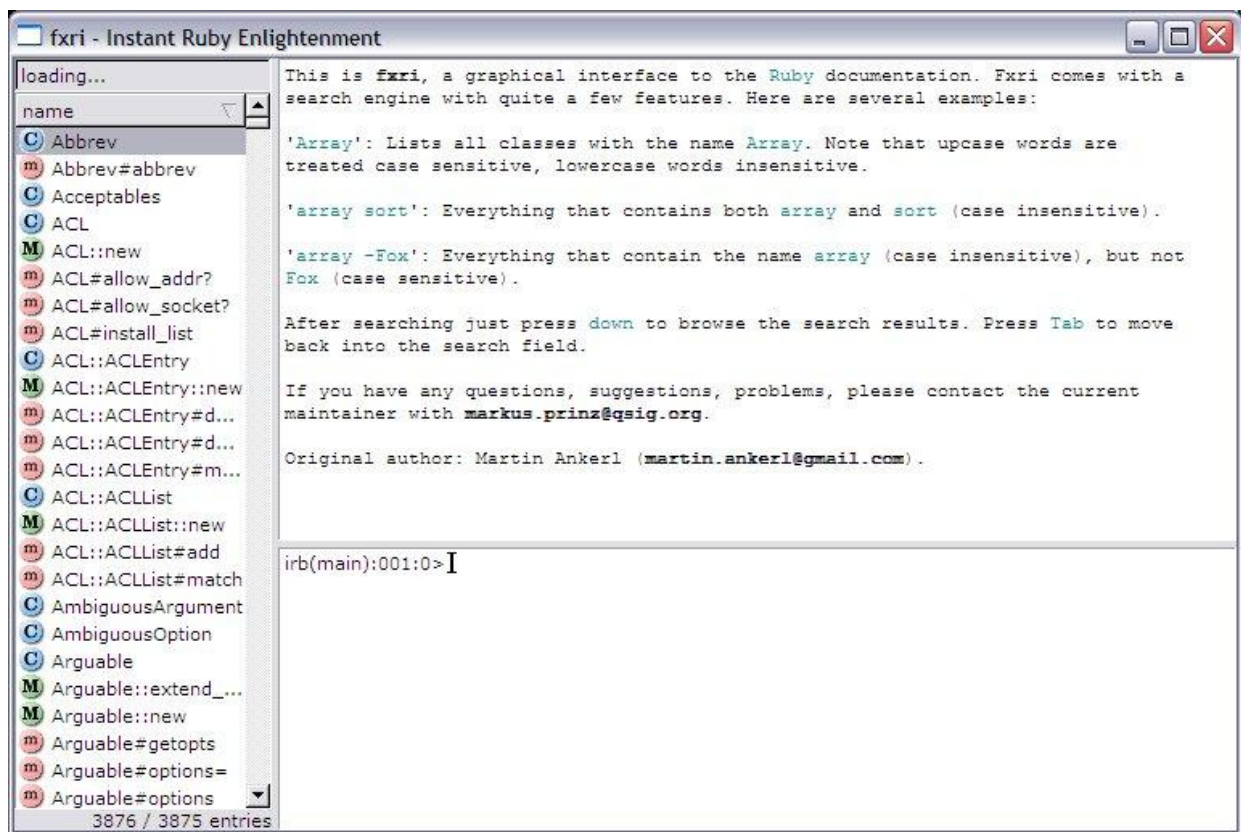 fxri - Instant Ruby Enlightenment
loading...
name
C Abbrev
m Abbrev#abbrev
C Acceptables
C ACL
M ACL::new
m ACL#allow_addr?
m ACL#allow_socket?
m ACL#install_list
C ACL::ACLEntry
M ACL::ACLEntry::new
m ACL::ACLEntry#d...
m ACL::ACLEntry#d...
m ACL::ACLEntry#m...
C ACL::ACLList
M ACL::ACLList::new
m ACL::ACLList#add
m ACL::ACLList#match
C AmbiguousArgument
C AmbiguousOption
C Arguable
M Arguable::extend_...
M Arguable::new
m Arguable#getopts
m Arguable#options=
m Arguable#options
3876 / 3875 entries
This is fxri, a graphical interface to the Ruby documentation. Fxri comes with a
search engine with quite a few features. Here are several examples:
'Array': Lists all classes with the name Array. Note that upcase words are
treated case sensitive, lowercase words insensitive.
'array sort': Everything that contains both array and sort (case insensitive).
'array -Fox': Everything that contain the name array (case insensitive), but not
Fox (case sensitive).
After searching just press down to browse the search results. Press Tab to move
back into the search field.
If you have any questions, suggestions, problems, please contact the current
maintainer with markus.prinz@qsig.org.
Original author: Martin Ankerl (martin.ankerl@gmail.com).
irb(main):001:0>